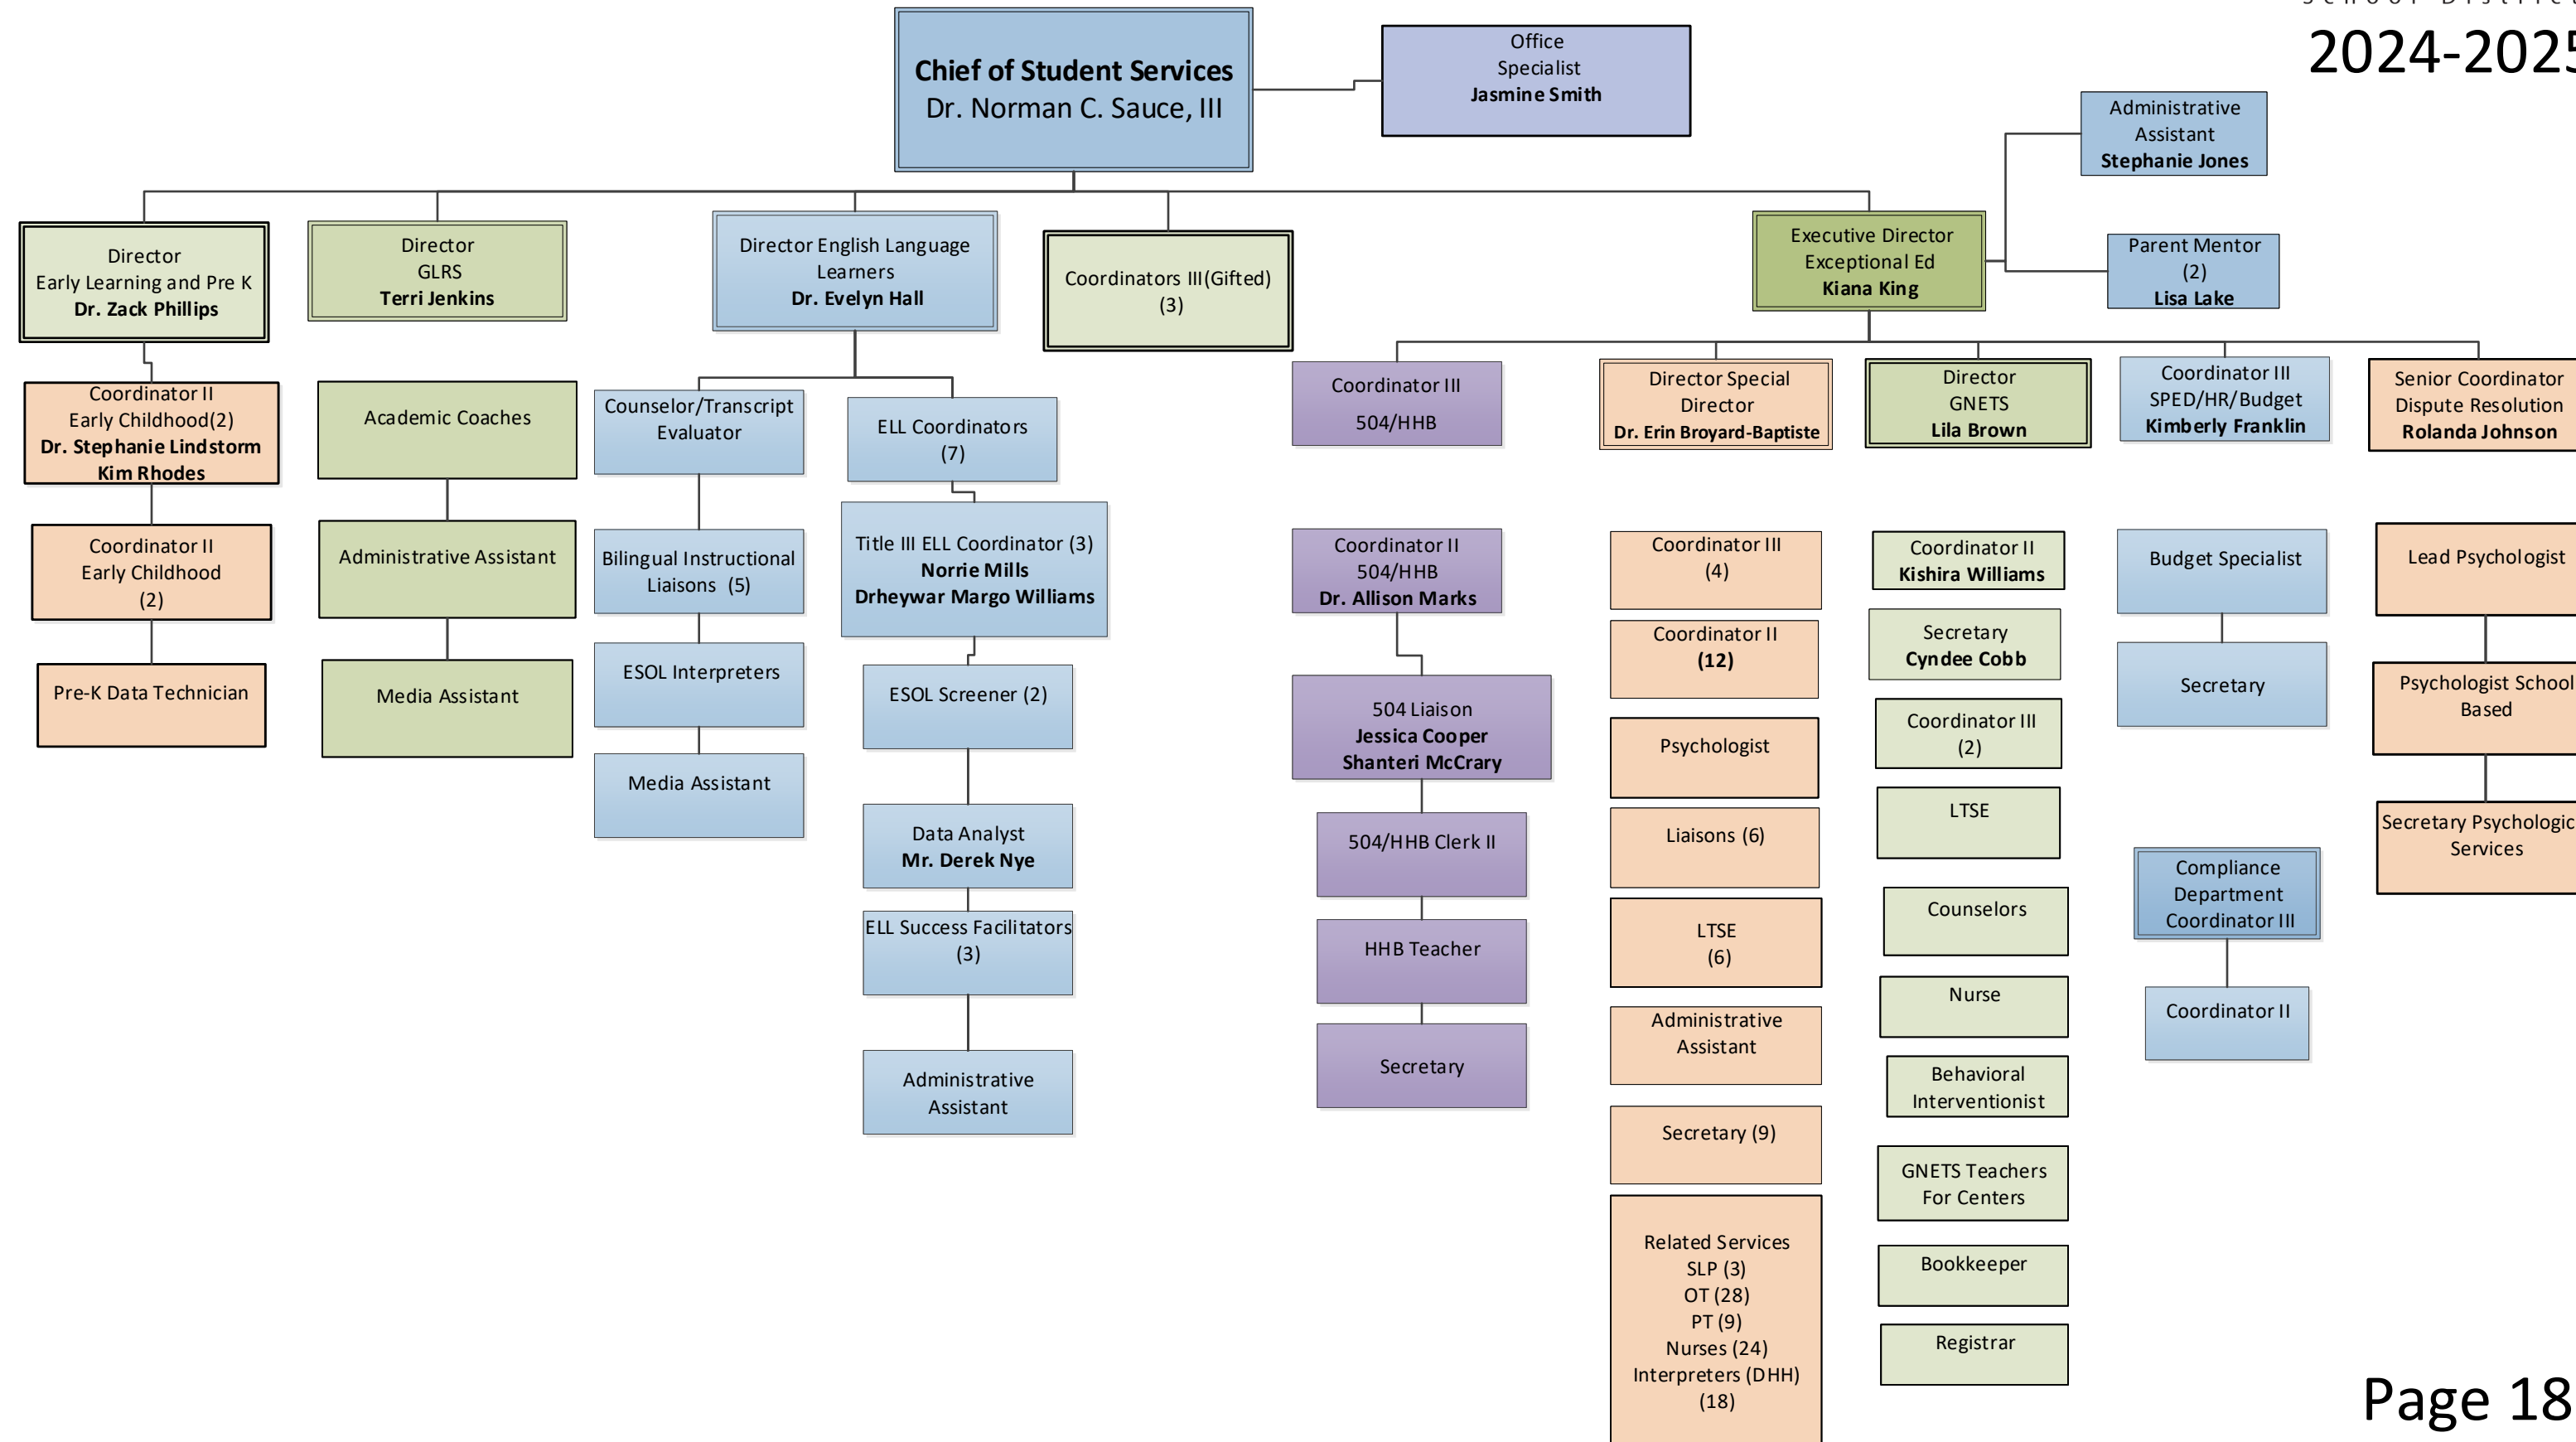 2024-2025
Chief of Student Services
Dr. Norman C. Sauce, III
Office
Specialist
Jasmine Smith
Administrative
Assistant
Stephanie Jones
Parent Mentor
(2)
Lisa Lake
Director
Early Learning and Pre K
Dr. Zack Phillips
Director
GLRS
Terri Jenkins
Director English Language
Learners
Dr. Evelyn Hall
Coordinators III(Gifted)
(3)
Executive Director
Exceptional Ed
Kiana King
Coordinator II
Early Childhood(2)
Dr. Stephanie Lindstorm
Kim Rhodes
Coordinator II
Early Childhood
(2)
Pre-K Data Technician
Academic Coaches
Administrative Assistant
Media Assistant
Counselor/Transcript
Evaluator
Bilingual Instructional
Liaisons (5)
ESOL Interpreters
Media Assistant
ELL Coordinators
(7)
Title III ELL Coordinator (3)
Norrie Mills
Drheywar Margo Williams
ESOL Screener (2)
Data Analyst
Mr. Derek Nye
ELL Success Facilitators
(3)
Administrative
Assistant
Coordinator III
504/HHB
Coordinator II
504/HHB
Dr. Allison Marks
504 Liaison
Jessica Cooper
Shanteri McCrary
504/HHB Clerk II
HHB Teacher
Secretary
Director Special
Director
Dr. Erin Broyard-Baptiste
Coordinator III
(4)
Coordinator II
(12)
Psychologist
Liaisons (6)
LTSE
(6)
Administrative
Assistant
Secretary (9)
Related Services
SLP (3)
OT (28)
PT (9)
Nurses (24)
Interpreters (DHH)
(18)
Director
GNETS
Lila Brown
Coordinator II
Kishira Williams
Secretary
Cyndee Cobb
Coordinator III
(2)
LTSE
Counselors
Nurse
Behavioral
Interventionist
GNETS Teachers
For Centers
Bookkeeper
Registrar
Coordinator III
SPED/HR/Budget
Kimberly Franklin
Budget Specialist
Secretary
Compliance
Department
Coordinator III
Coordinator II
Senior Coordinator
Dispute Resolution
Rolanda Johnson
Lead Psychologist
Psychologist School
Based
Secretary Psychologic
Services
Page 18